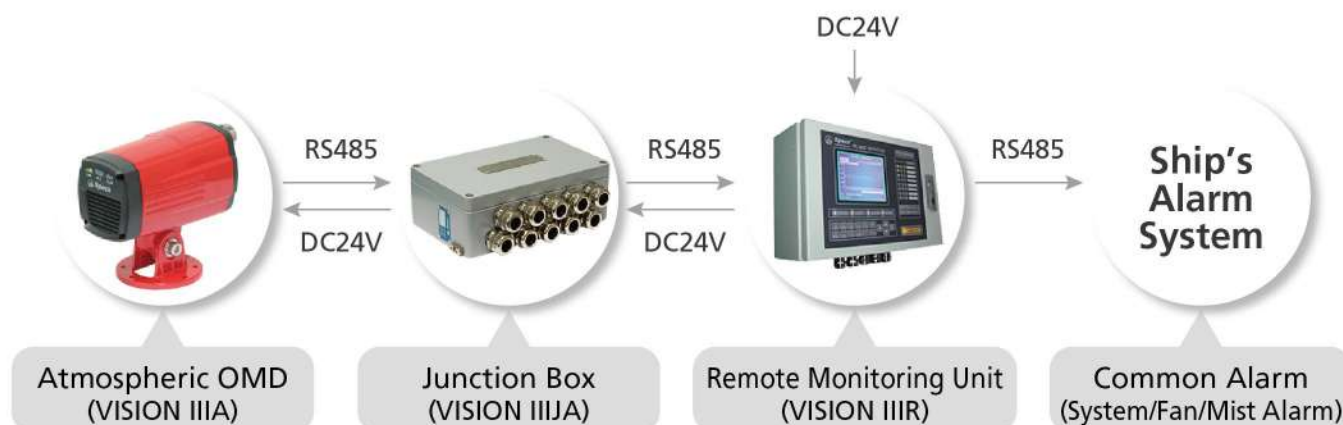 DC24V
RS485
DC24V
RS485
DC24V
RS485
Ship's
Alarm
System
Atmospheric OMD
(VISION IIIA)
Junction Box
(VISION IIIJA)
Remote Monitoring Unit
(VISION IIIR)
Common Alarm
(System/Fan/Mist Alarm)